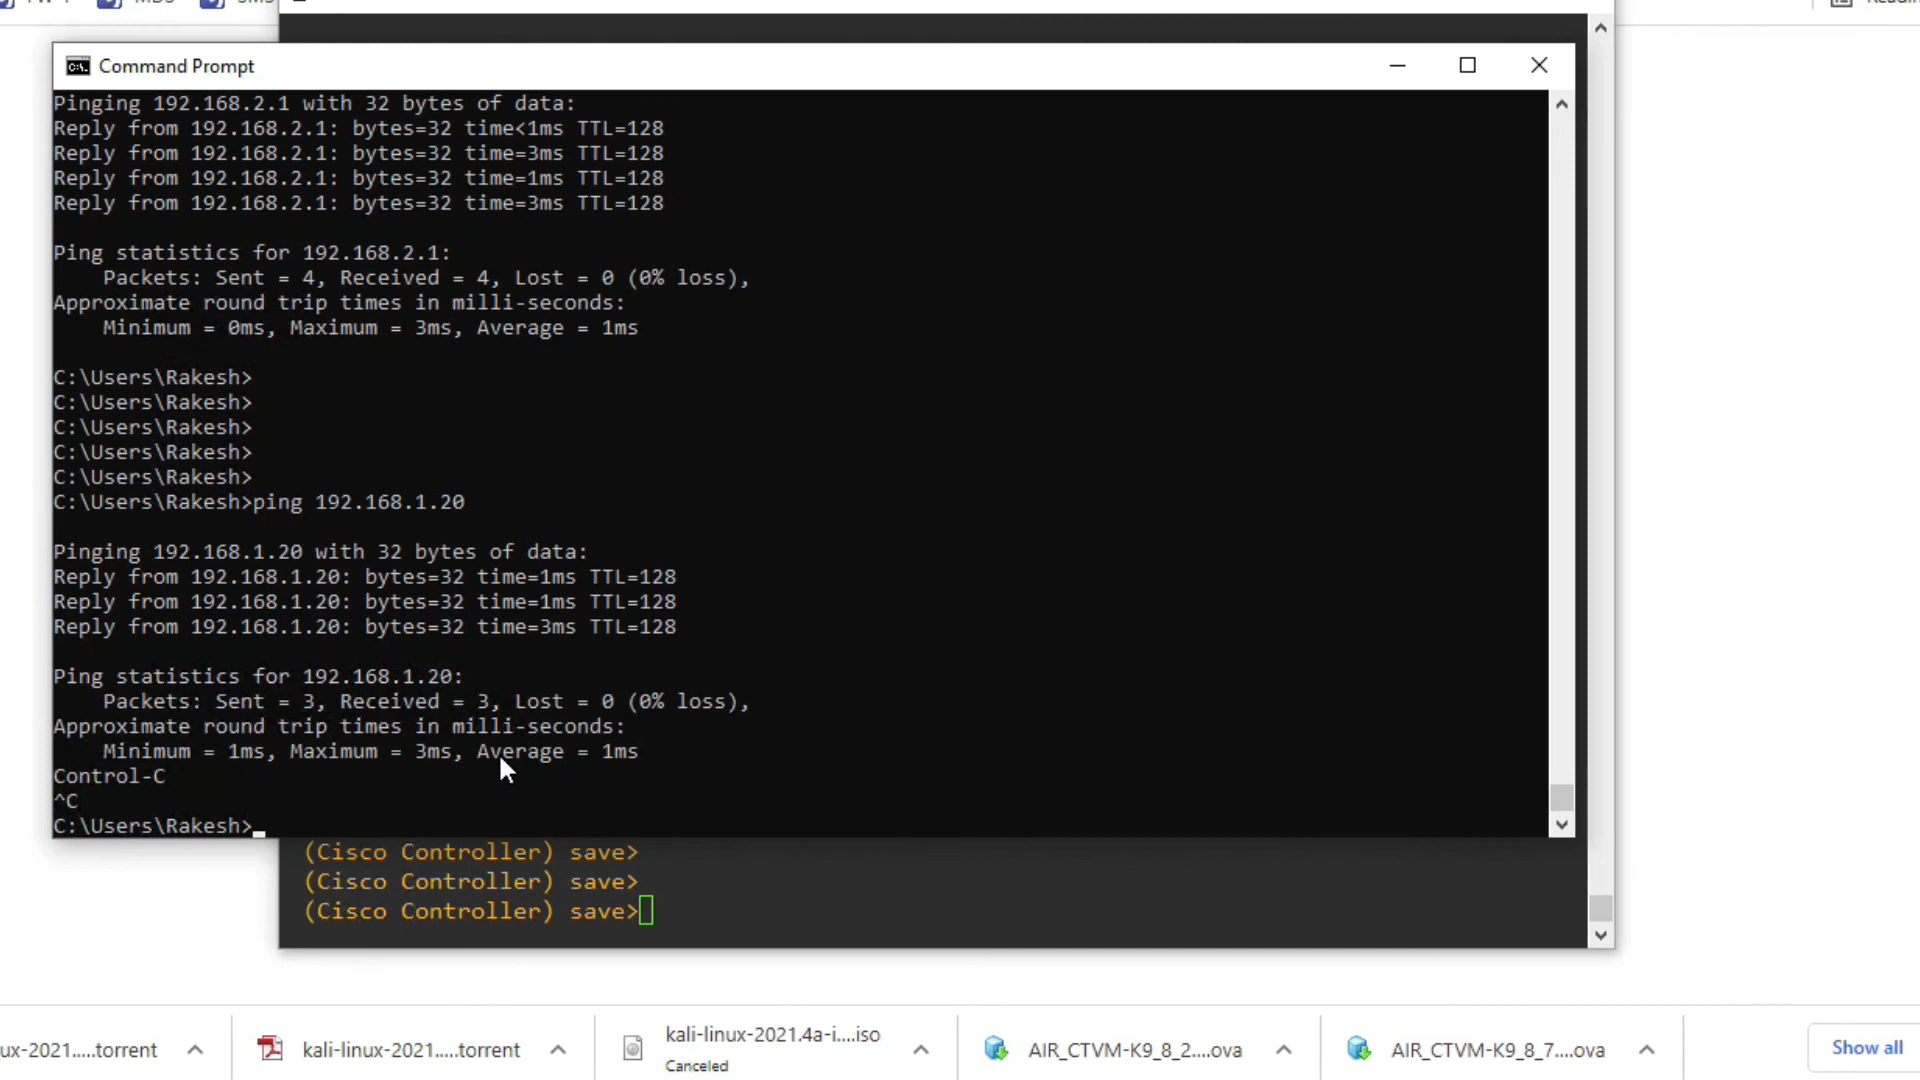 Command Prompt
Pinging 192.168.2.1 with 32 bytes of data:
Reply from 192.168.2.1: bytes=32 time<1ms TTL=128
Reply from 192.168.2.1: bytes=32 time=3ms TTL=128
Reply from 192.168.2.1: bytes=32 time=1ms TTL=128
Reply from 192.168.2.1: bytes=32 time=3ms TTL=128
Ping statistics for 192.168.2.1:
Packets: Sent = 4, Received = 4, Lost = 0 (0% loss),
Approximate round trip times in milli-seconds:
Minimum = 0ms, Maximum = 3ms, Average = 1ms
C:\Users\Rakesh>
C:\Users\Rakesh>
C:\Users\Rakesh>
C:\Users\Rakesh>
C:\Users\Rakesh>
C:\Users\Rakesh>ping 192.168.1.20
Pinging 192.168.1.20 with 32 bytes of data:
Reply from 192.168.1.20: bytes=32 time=1ms TTL=128
Reply from 192.168.1.20: bytes=32 time=1ms TTL=128
Reply from 192.168.1.20: bytes=32 time=3ms TTL=128
Ping statistics for 192.168.1.20:
Packets: Sent = 3, Received = 3, Lost = 0 (0% loss),
Approximate round trip times in milli-seconds:
Minimum = 1ms, Maximum = 3ms, Average = 1ms
Control-C
^C
C:\Users\Rakesh>
(Cisco Controller) save>
(Cisco Controller) save>
(Cisco Controller) save>
ux-2021.....torrent
kali-linux-2021.....torrent
kali-linux-2021.4a-i....iso
Canceled
AIR_CTVM-K9_8_2....ova
AIR_CTVM-K9_8_7....ova
Show all